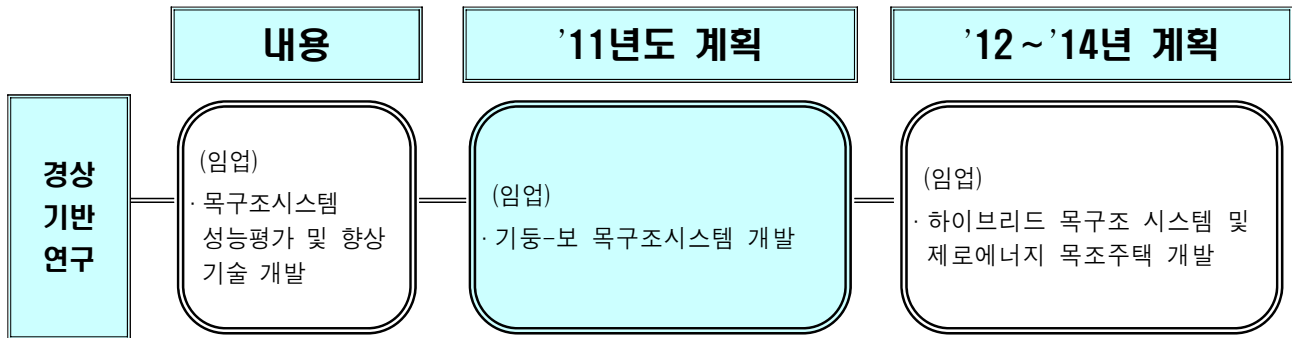 내용
'11년도 계획
'12～'14년 계획
경상
기반
연구
(임업)
· 목구조시스템
성능평가 및 향상
기술 개발
(임업)
· 기둥-보 목구조시스템 개발
(임업)
· 하이브리드 목구조 시스템 및
제로에너지 목조주택 개발